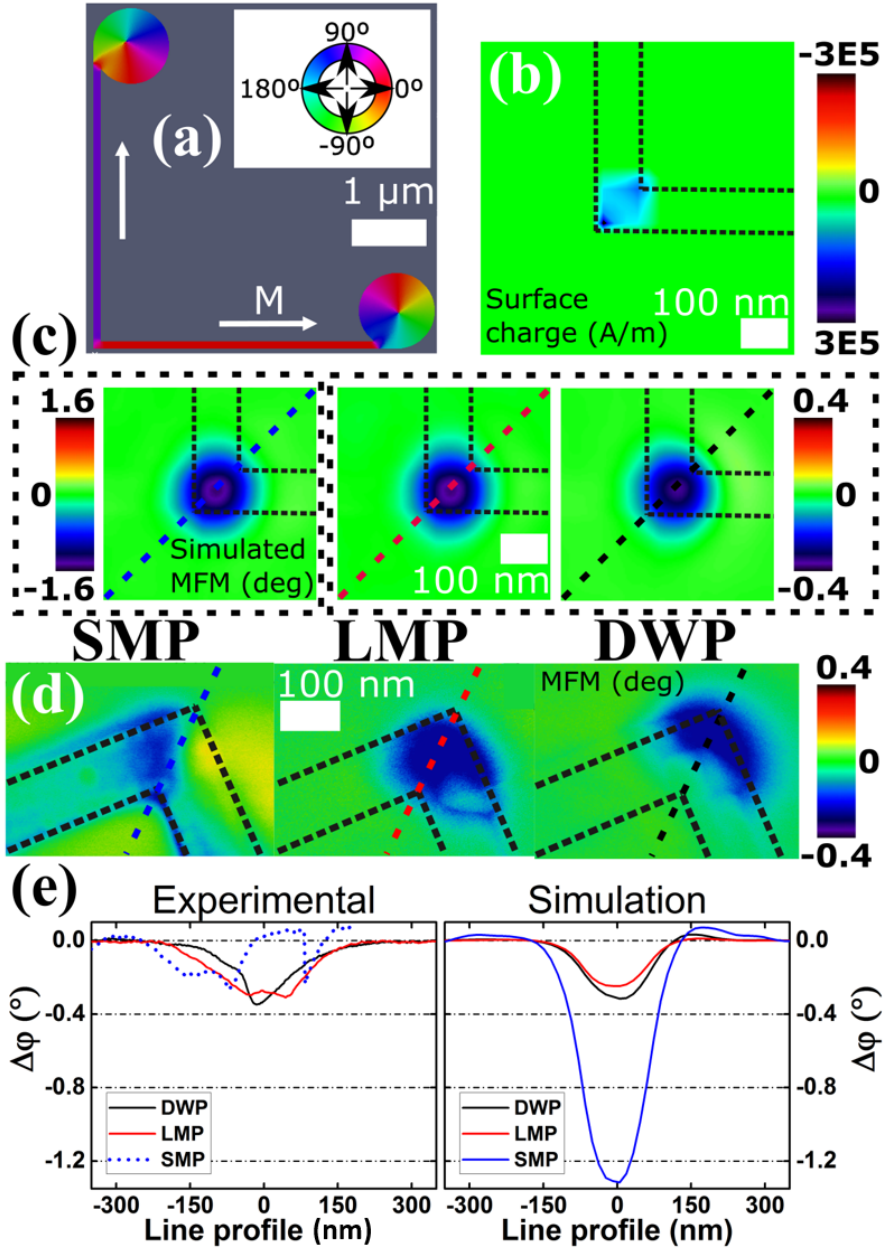 (a)
90º
180º
0º
-90º
1 µm
M
(b)
-3E5
0
3E5
Surface
charge (A/m)
100 nm
(c)
1.6
0
-1.6
Simulated
MFM (deg)
100 nm
0.4
0
-0.4
SMP
LMP
DWP
(d)
100 nm
MFM (deg)
0.4
0
-0.4
(e)
Experimental
Simulation
0.0
-0.4
-0.8
-1.2
Δφ (°)
DWP
LMP
SMP
-300
-150
0
150
300
Line profile (nm)
DWP
LMP
SMP
-300
-150
0
150
300
Line profile (nm)
0.0
-0.4
-0.8
-1.2
Δφ (°)